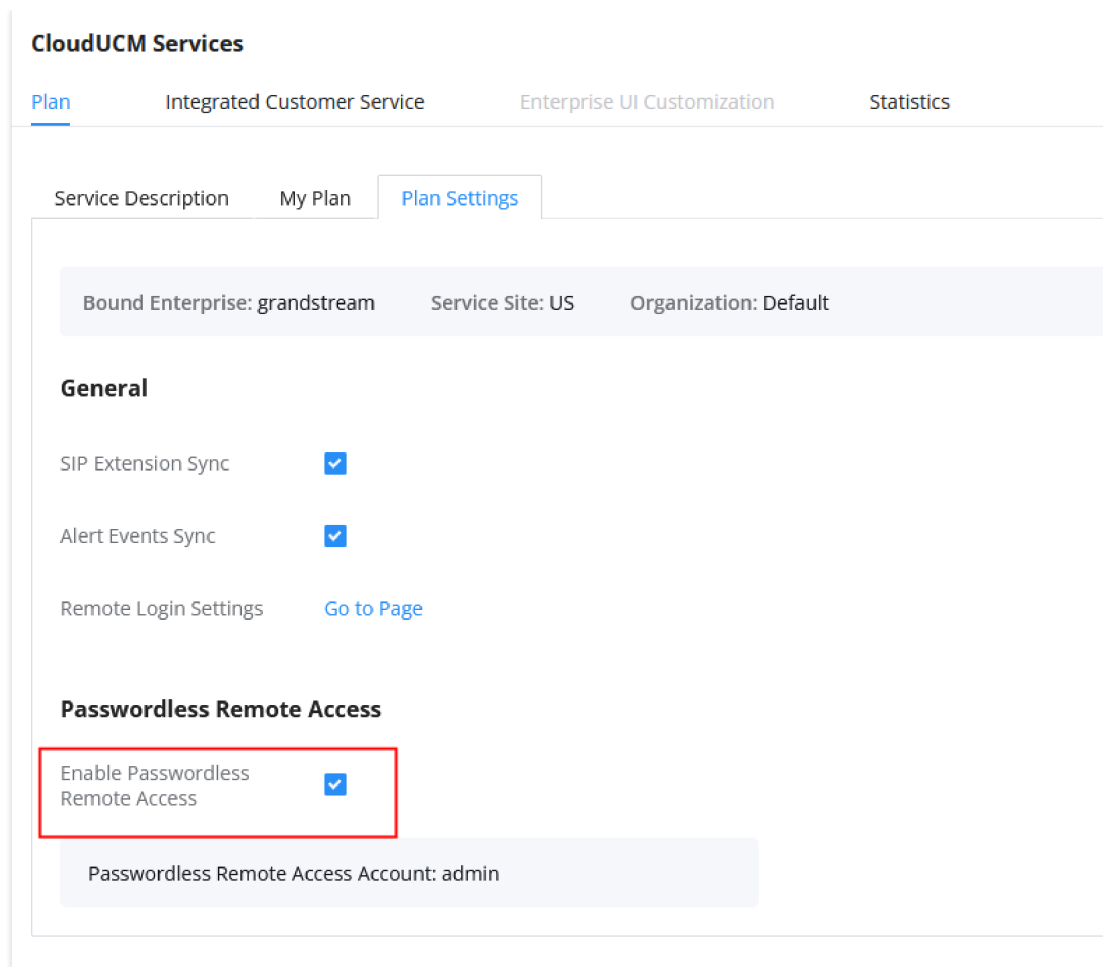 CloudUCM Services
Plan Integrated Customer Service Enterprise UI Customization Statistics
Service Description My Plan Plan Settings
Bound Enterprise: grandstream Service Site: US Organization: Default
General
SIP Extension Sync
Alert Events Sync
Remote Login Settings Go to Page
Passwordless Remote Access
Enable Passwordless
Remote Access
Passwordless Remote Access Account: admin